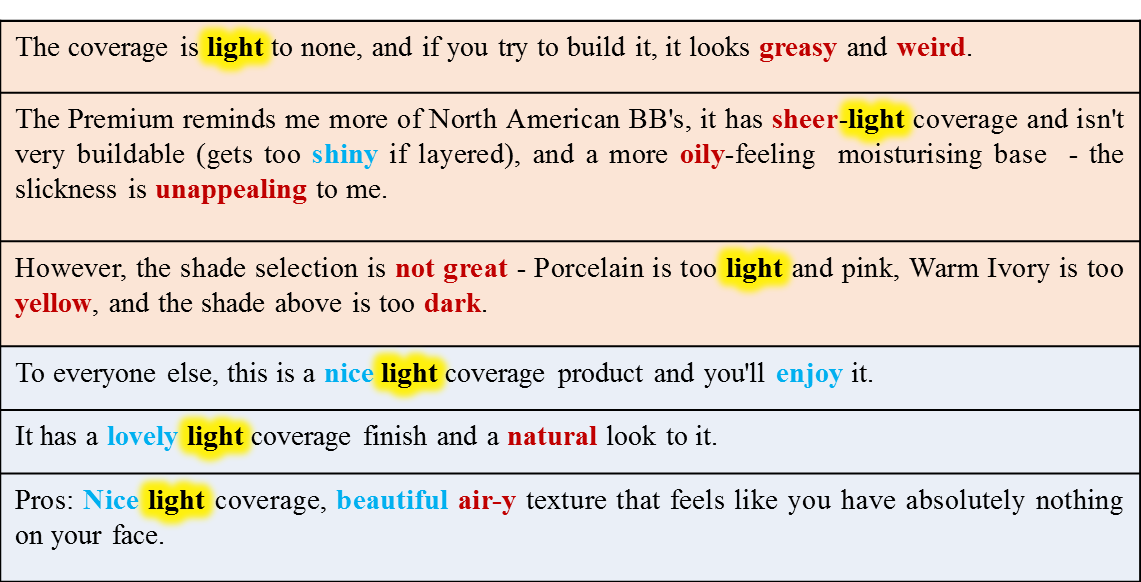 The coverage is light to none, and if you try to build it, it looks greasy and weird.
The Premium reminds me more of North American BB's, it has sheer-light coverage and isn't
very buildable (gets too shiny if layered), and a more oily-feeling moisturising base - the
slickness is unappealing to me.
However, the shade selection is not great - Porcelain is too light and pink, Warm Ivory is too
yellow, and the shade above is too dark.
To everyone else, this is a nice light coverage product and you'll enjoy it.
It has a lovely light coverage finish and a natural look to it.
Pros: Nice light coverage, beautiful air-y texture that feels like you have absolutely nothing
on your face.